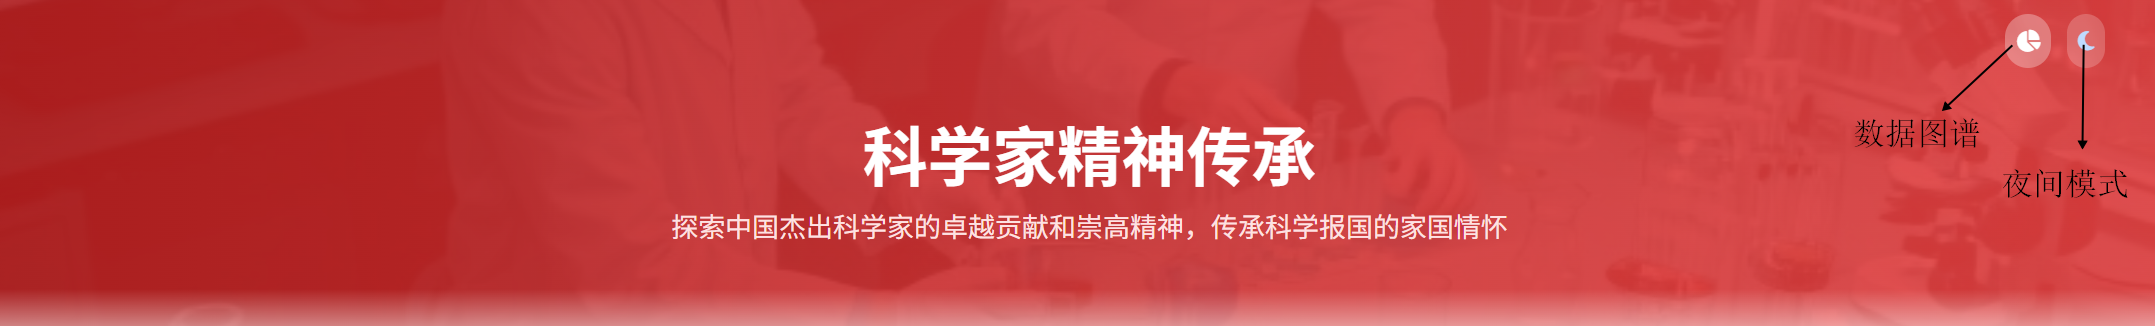 数据图谱
夜间模式
科学家精神传承
探索中国杰出科学家的卓越贡献和崇高精神，传承科学报国的家国情怀